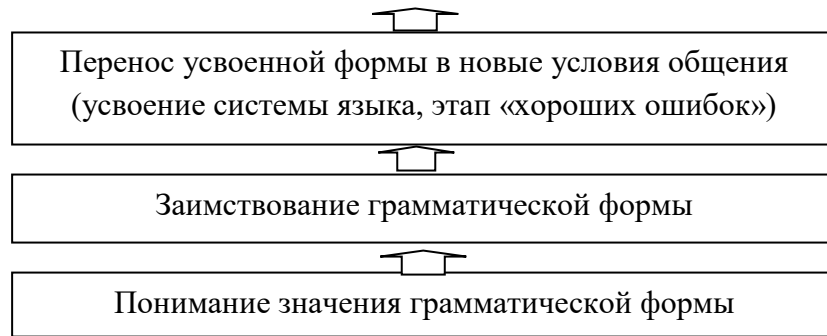 Перенос усвоенной формы в новые условия общения
(усвоение системы языка, этап «хороших ошибок»)
Заимствование грамматической формы
Понимание значения грамматической формы